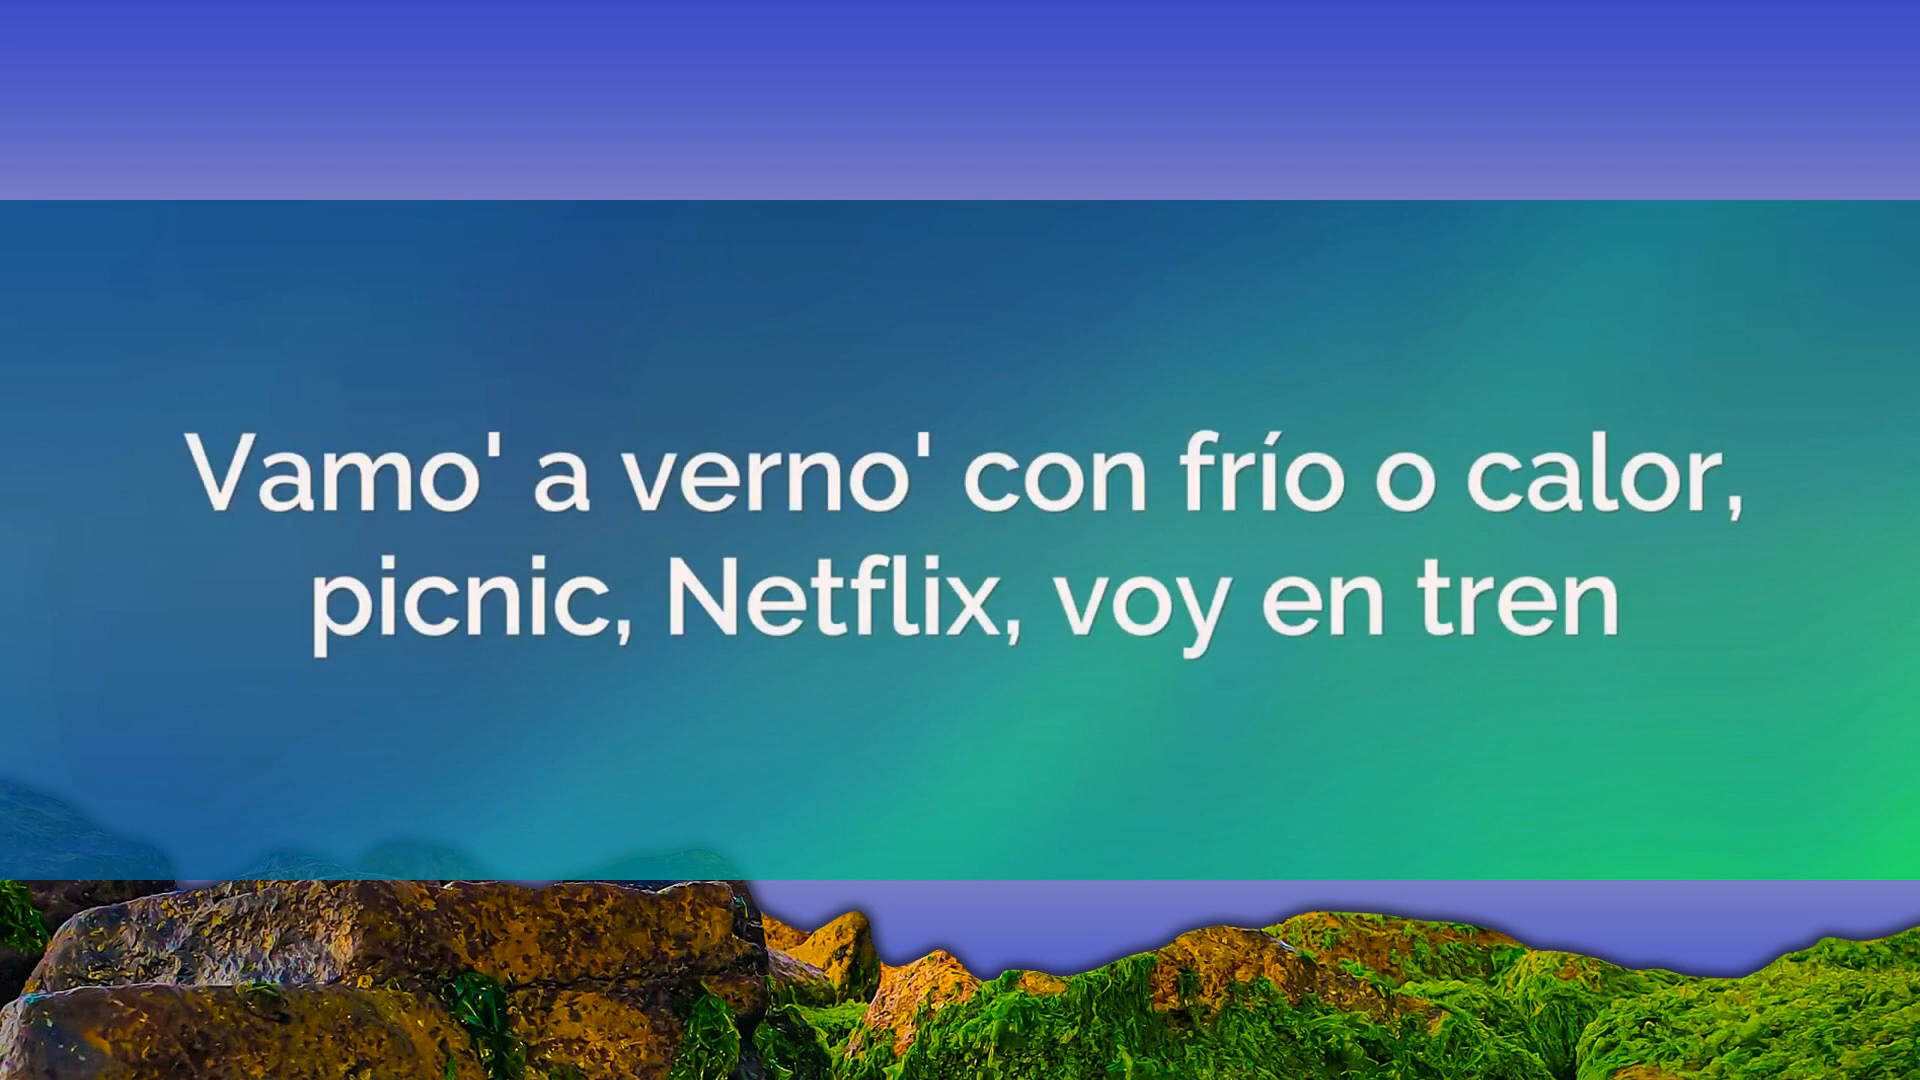 Vamo' a verno' con frío o calor,
picnic, Netflix, voy en tren